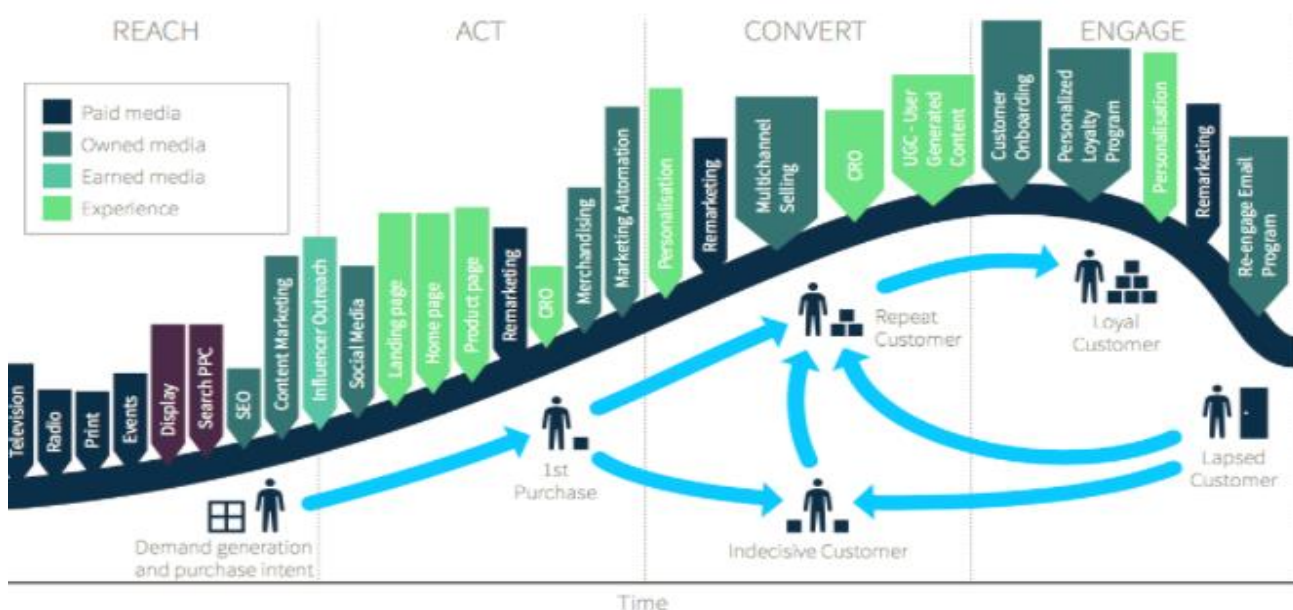 REACH
ACT
CONVERT
ENGAGE
Paid media
Owned media
Earned media
Experience
Television
Radio
Print
Events
Display
Search PPC
SEO
Content Marketing
Influencer Outreach
Social Media
Landing page
Home page
Product page
Remarketing
CRO
Merchandising
Marketing Automation
Personalisation
Remarketing
Multichannel
Selling
CRO
UGC - User
Generated
Content
Customer
Onboarding
Personalized
Loyalty
Program
Personalisation
Remarketing
Re-engage Email
Program
Demand generation
and purchase intent
1st
Purchase
Repeat
Customer
Indecisive Customer
Loyal
Customer
Lapsed
Customer
Time